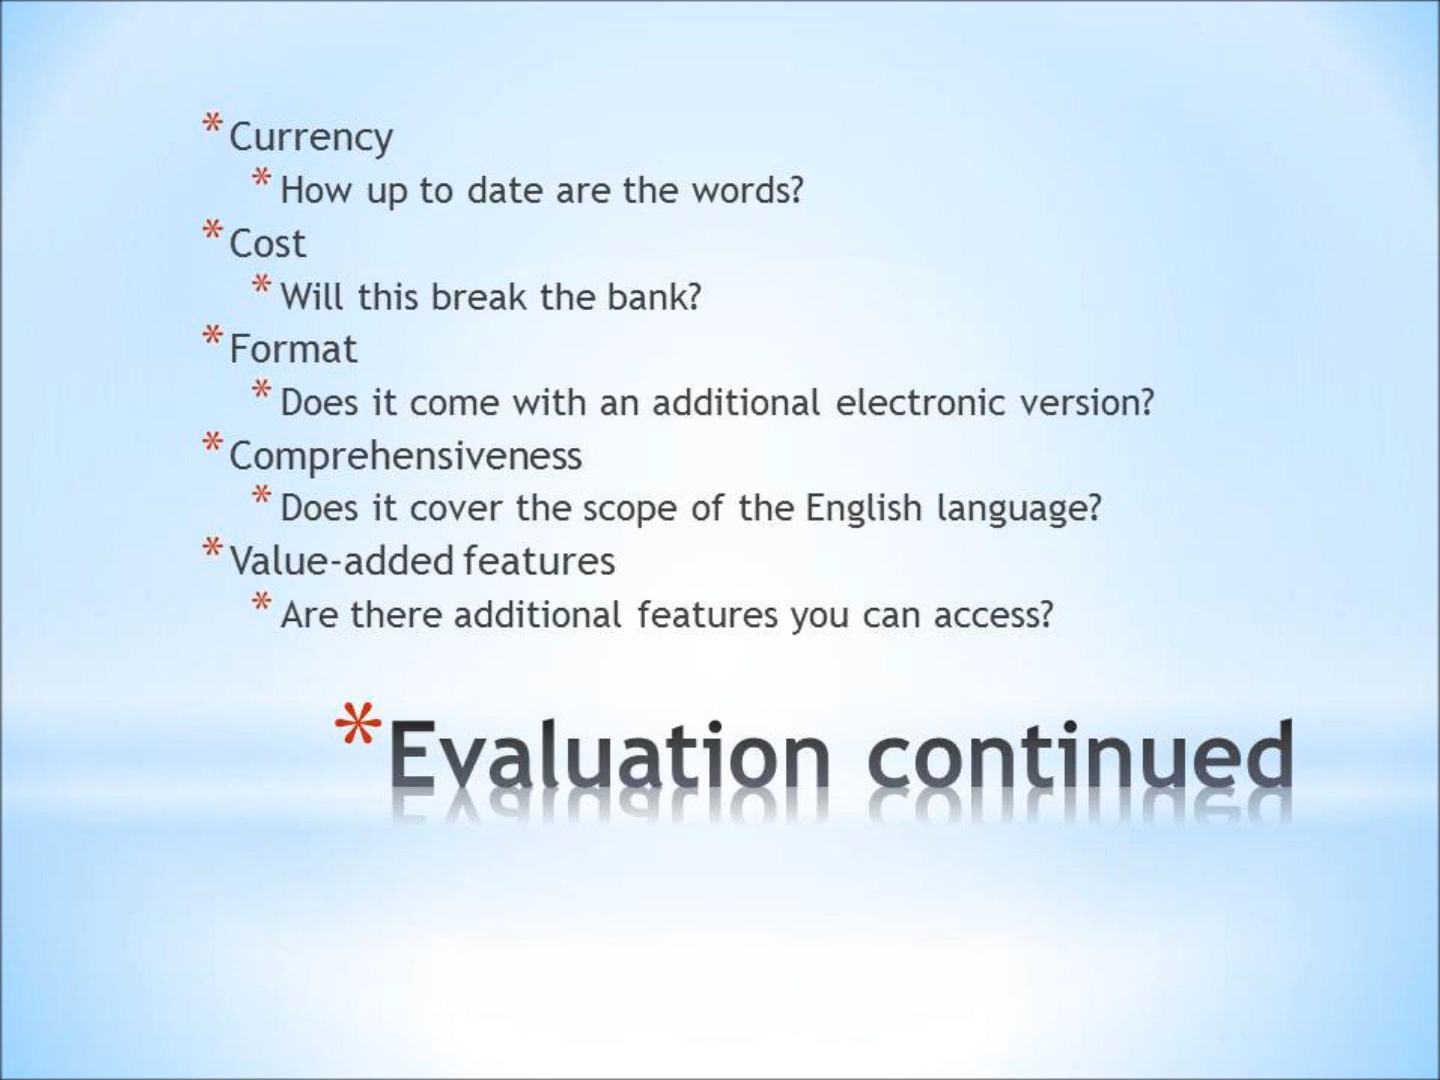 * Currency
* How up to date are the words?
* Cost
* Will this break the bank?
* Format
* Does it come with an additional electronic version?
* Comprehensiveness
* Does it cover the scope of the English language?
* Value-added features
* Are there additional features you can access?
* Evaluation continued